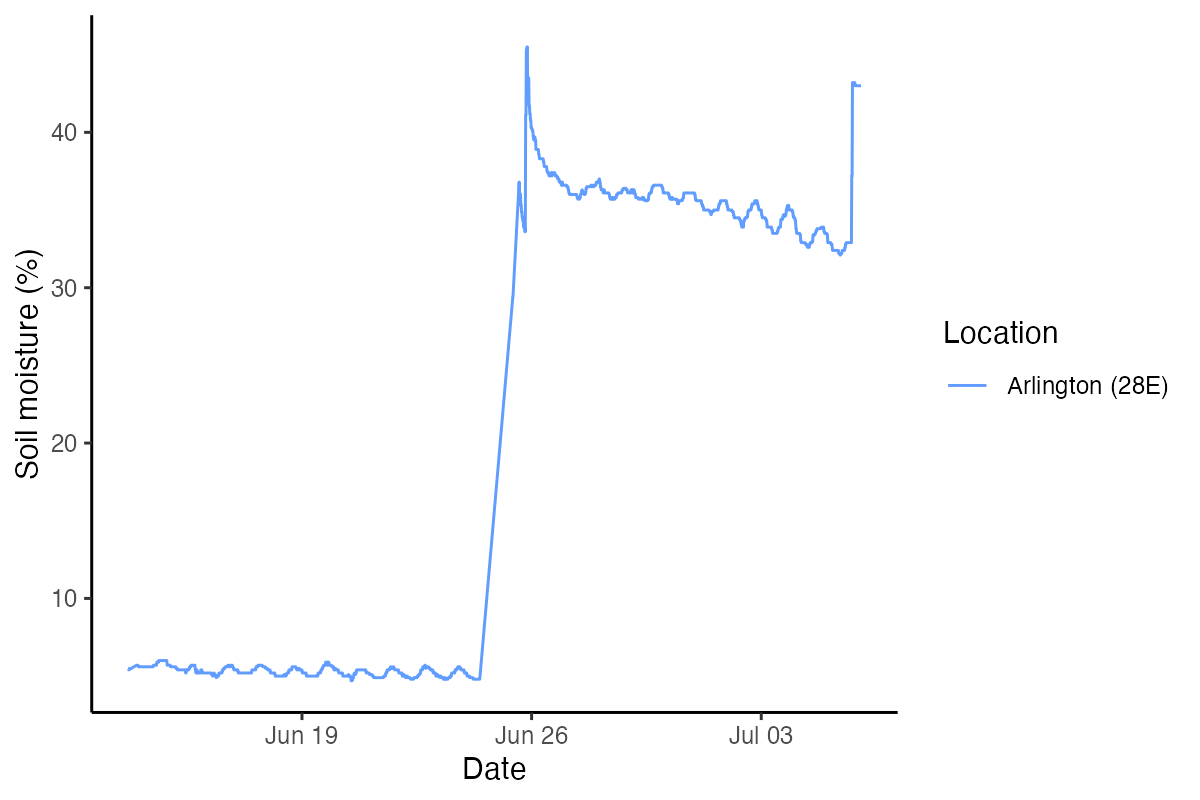 Soil moisture (%)
40
30
20
10
Jun 19
Jun 26
Jul 03
Date
Location
Arlington (28E)